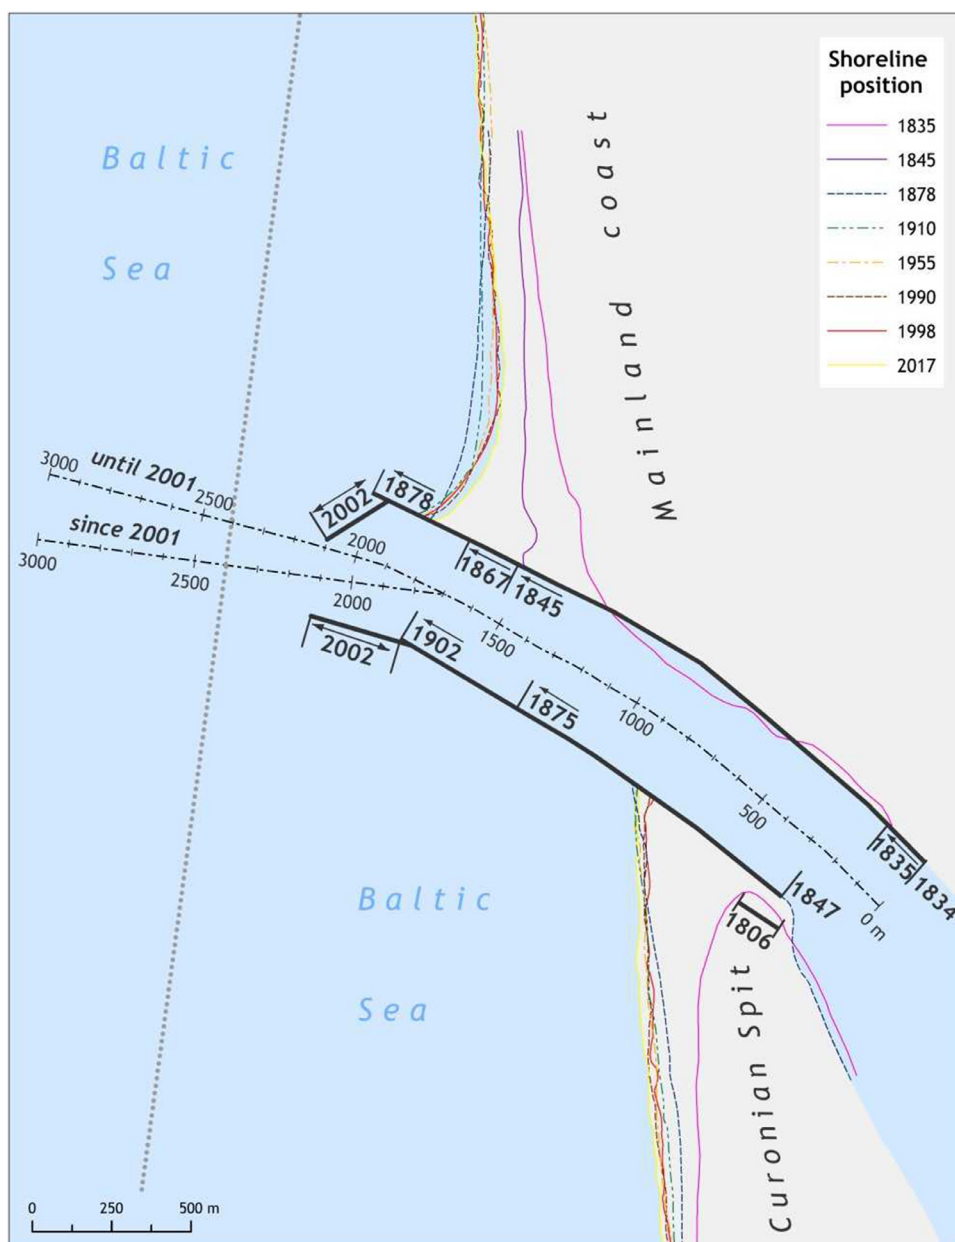 Shoreline
position
1835
1845
1878
1910
1955
1990
1998
2017
Baltic
Sea
Mainland coast
3000
until 2001
2500
2002
1878
since 2001
3000
2500
2000
2000
1867
1845
2002
1902
1500
1875
1000
500
1835
1834
1847
0 m
1806
Baltic
Sea
Curonian Spit
0 250 500 m